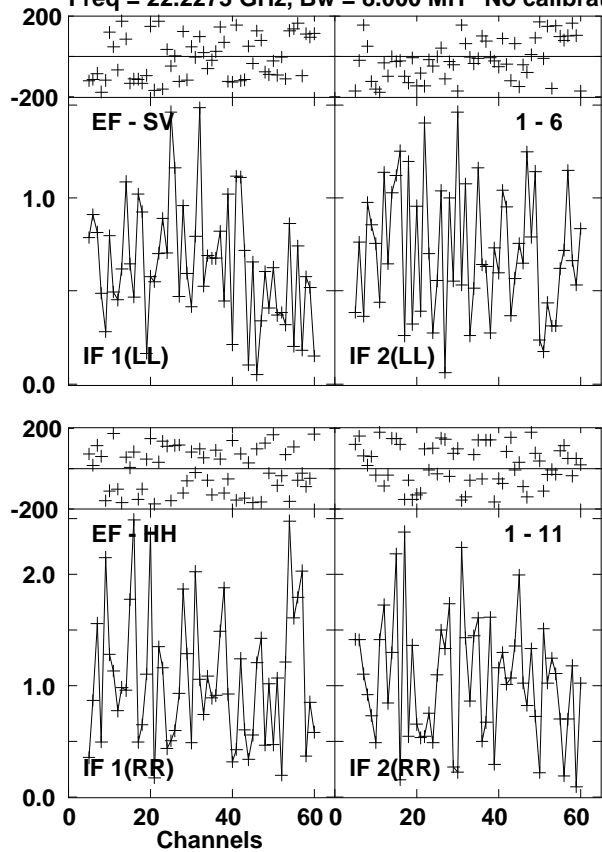 Freq = 22.2273 GHz, Bw = 8.000 MH No calibra
200
-200
EF - SV
1 - 6
1.0
IF 1(LL)
IF 2(LL)
0.0
200
-200
EF - HH
1 - 11
2.0
1.0
IF 1(RR)
IF 2(RR)
0.0
0 20 40 60 0 20 40 60
Channels